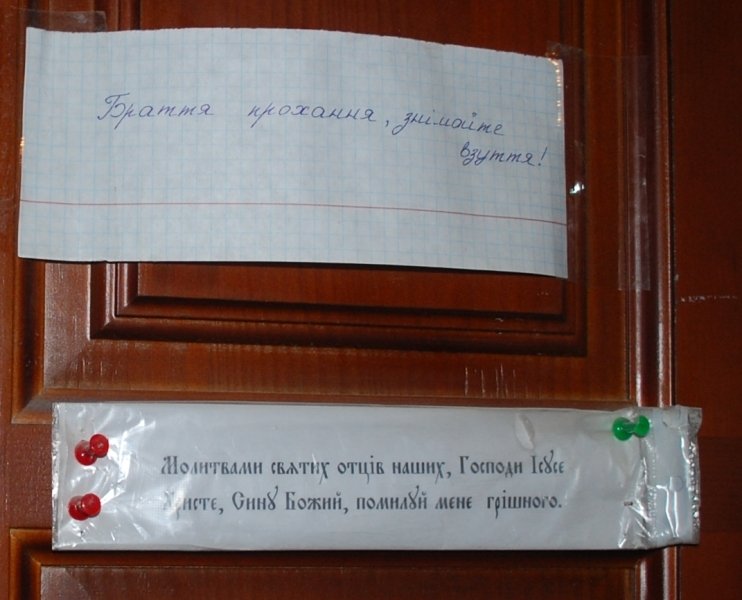 Браття прохання, знімайте
взуття!
Молитвами святих отців наших, Господи Ісусе
Христе, Сину Божий, помилуй мене грішного.